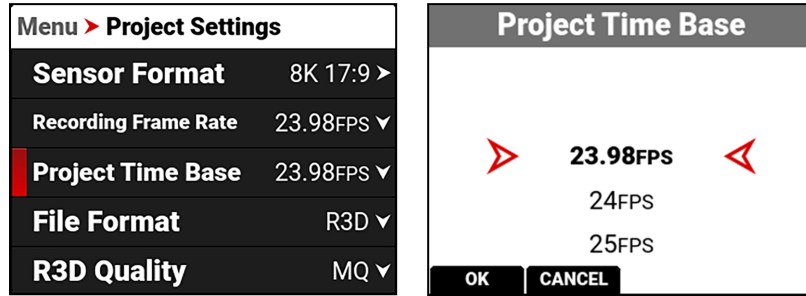 Menu > Project Settings
Sensor Format 8K 17:9
Recording Frame Rate 23.98FPS
Project Time Base 23.98FPS
File Format R3D
R3D Quality MQ
Project Time Base
23.98FPS
24FPS
25FPS
OK CANCEL